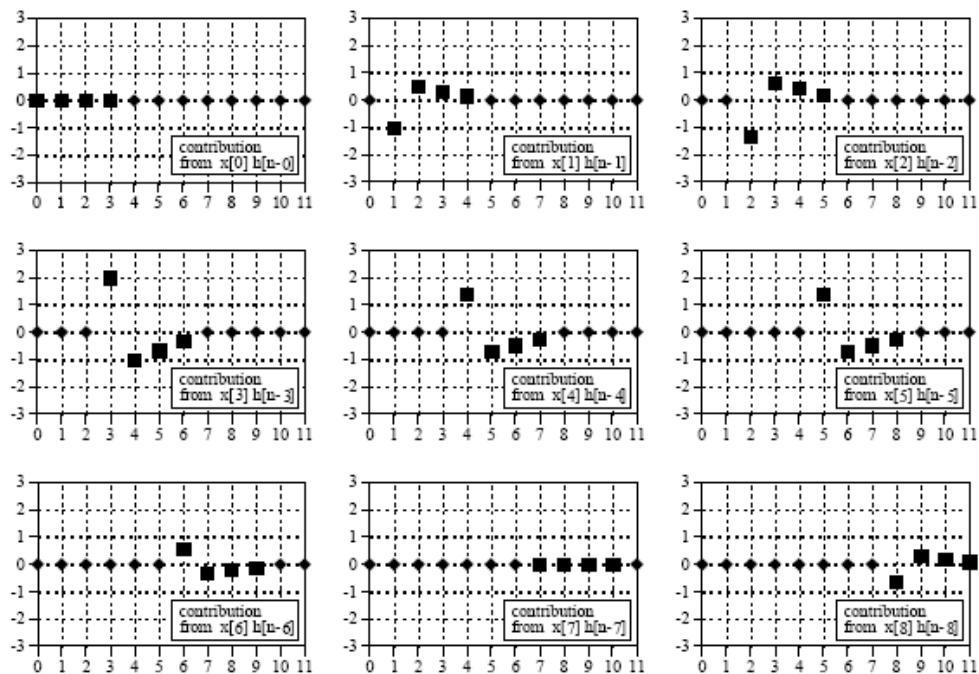 3
2
1
0
-1
-2
-3
contribution
from x[0] h[n-0]
0 1 2 3 4 5 6 7 8 9 10 11
3
2
1
0
-1
-2
-3
contribution
from x[1] h[n-1]
0 1 2 3 4 5 6 7 8 9 10 11
3
2
1
0
-1
-2
-3
contribution
from x[2] h[n-2]
0 1 2 3 4 5 6 7 8 9 10 11
3
2
1
0
-1
-2
-3
contribution
from x[3] h[n-3]
0 1 2 3 4 5 6 7 8 9 10 11
3
2
1
0
-1
-2
-3
contribution
from x[4] h[n-4]
0 1 2 3 4 5 6 7 8 9 10 11
3
2
1
0
-1
-2
-3
contribution
from x[5] h[n-5]
0 1 2 3 4 5 6 7 8 9 10 11
3
2
1
0
-1
-2
-3
contribution
from x[6] h[n-6]
0 1 2 3 4 5 6 7 8 9 10 11
3
2
1
0
-1
-2
-3
contribution
from x[7] h[n-7]
0 1 2 3 4 5 6 7 8 9 10 11
3
2
1
0
-1
-2
-3
contribution
from x[8] h[n-8]
0 1 2 3 4 5 6 7 8 9 10 11